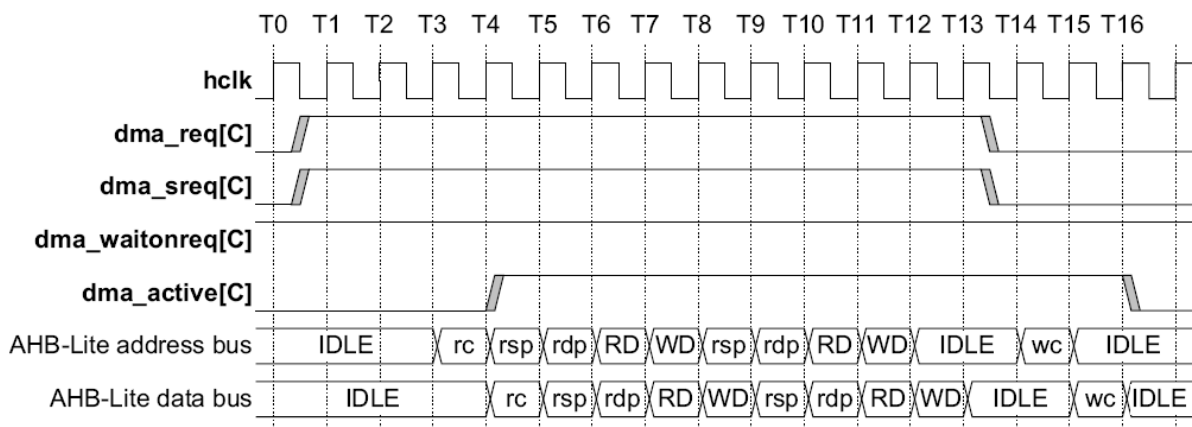 T0 T1 T2 T3 T4 T5 T6 T7 T8 T9 T10 T11 T12 T13 T14 T15 T16
hclk
dma_req[C]
dma_sreq[C]
dma_waitonreq[C]
dma_active[C]
AHB-Lite address bus IDLE rc rsp rdp RD WD rsp rdp RD WD IDLE wc IDLE
AHB-Lite data bus IDLE rc rsp rdp RD WD rsp rdp RD WD IDLE wc IDLE